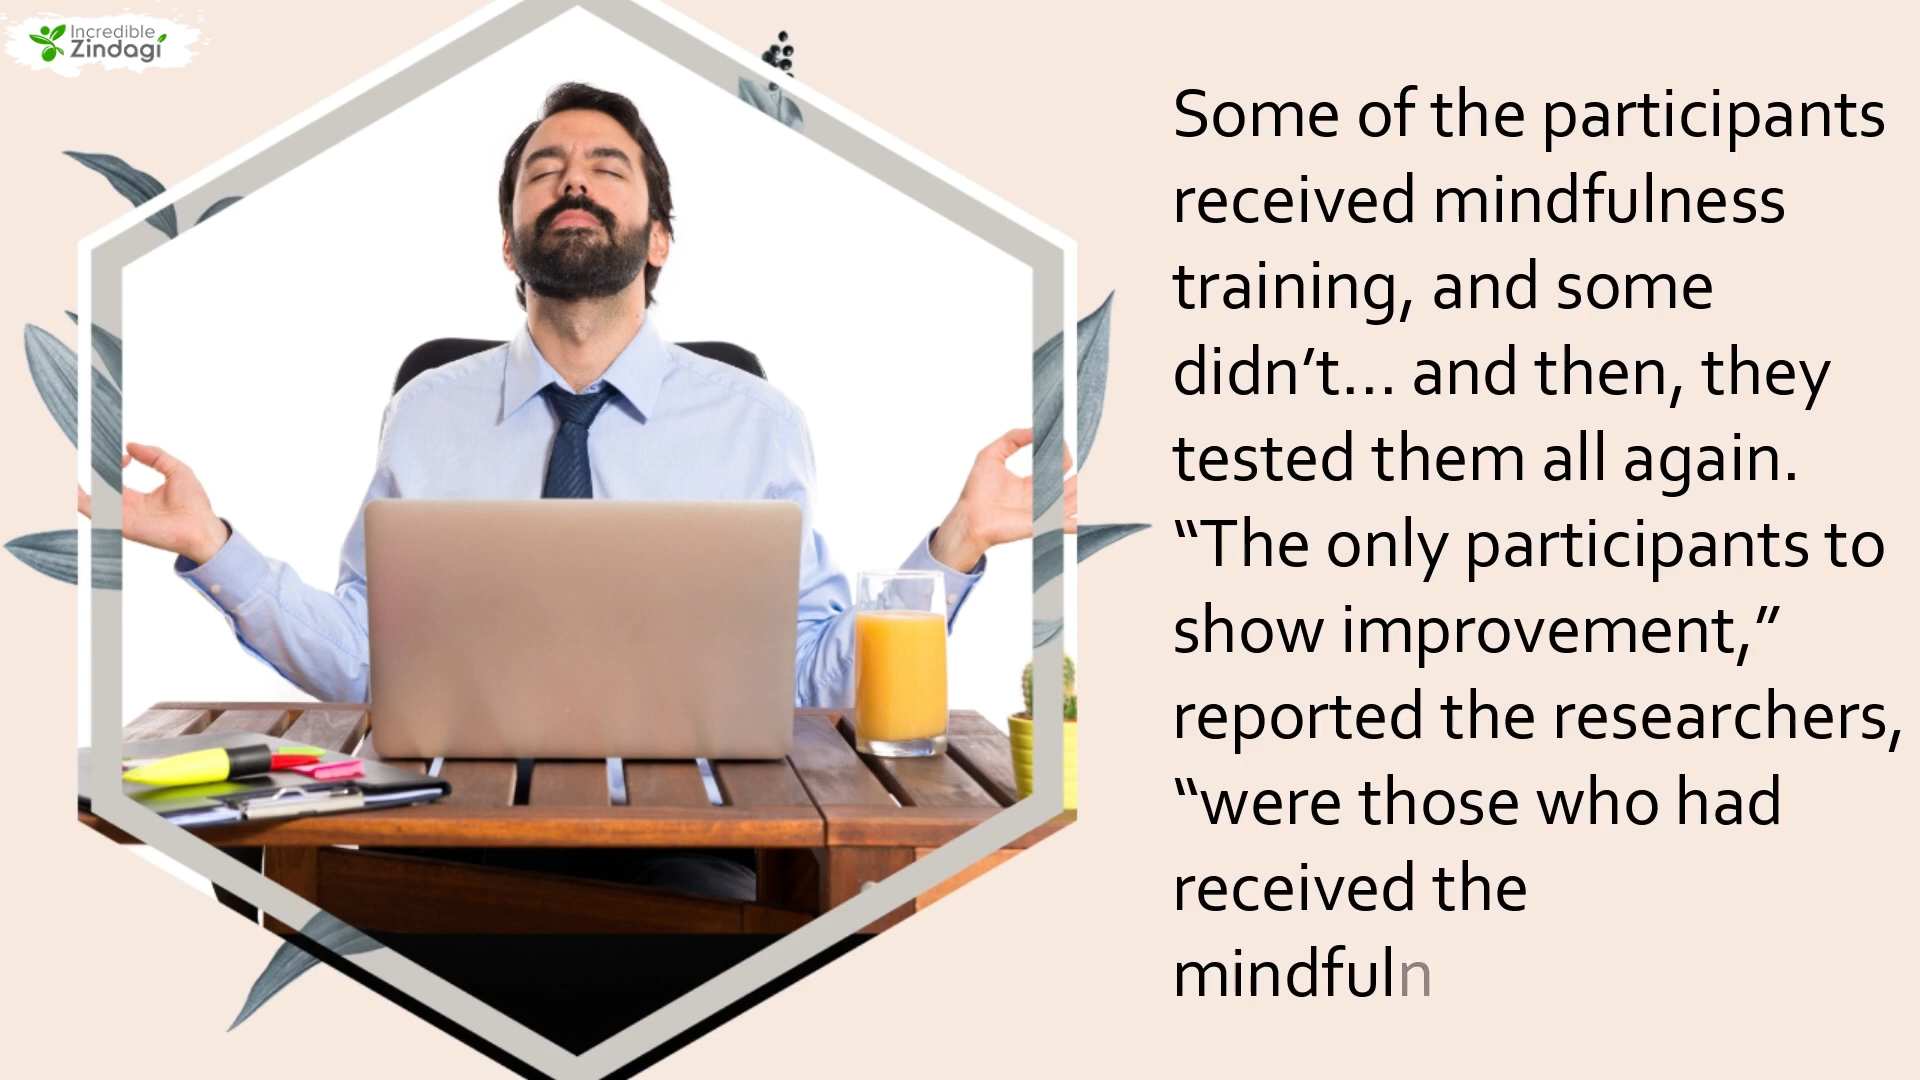 Incredible
Zindagi
Some of the participants
received mindfulness
training, and some
didn’t... and then, they
tested them all again.
“The only participants to
show improvement,”
reported the researchers,
“were those who had
received the
mindfuln